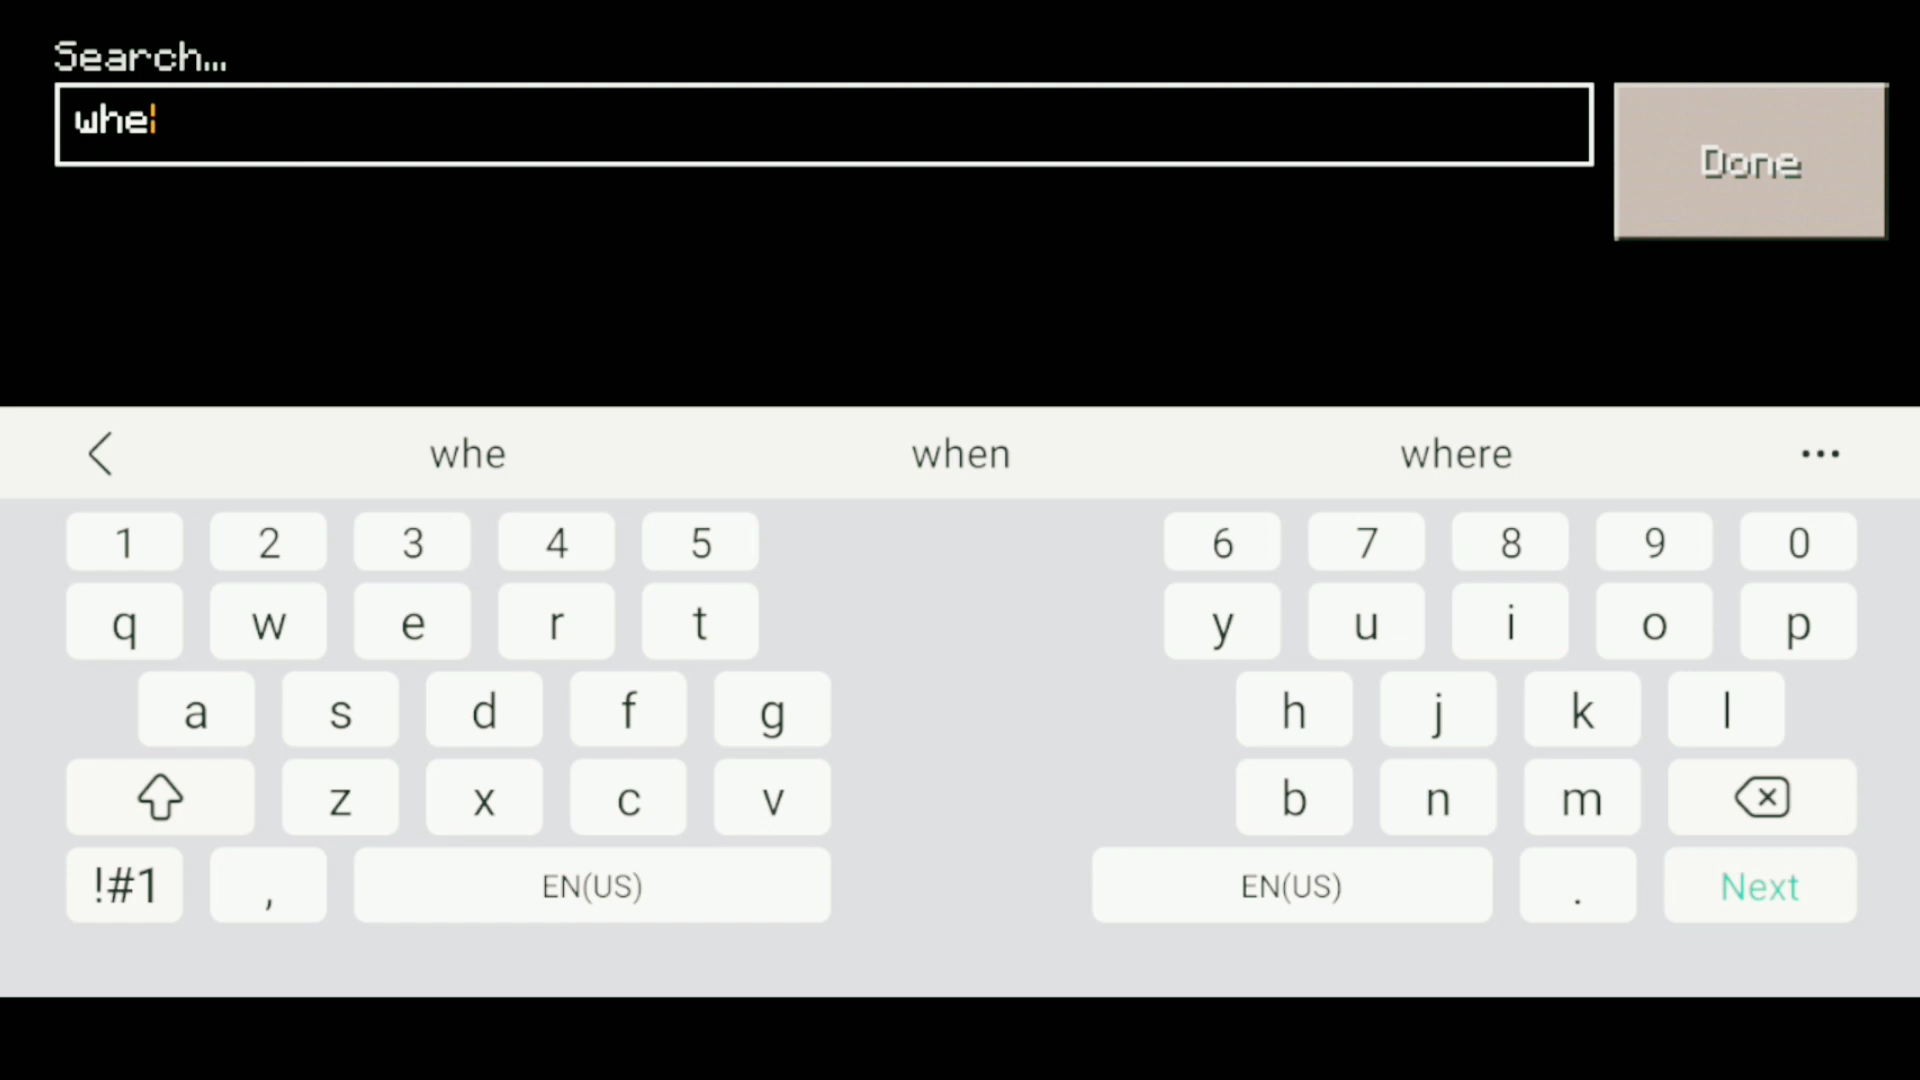 Search...
whe
Done
whe when where ...
1 2 3 4 5 6 7 8 9 0
q w e r t y u i o p
a s d f g h j k l
z x c v b n m
!#1 , EN(US) EN(US) . Next